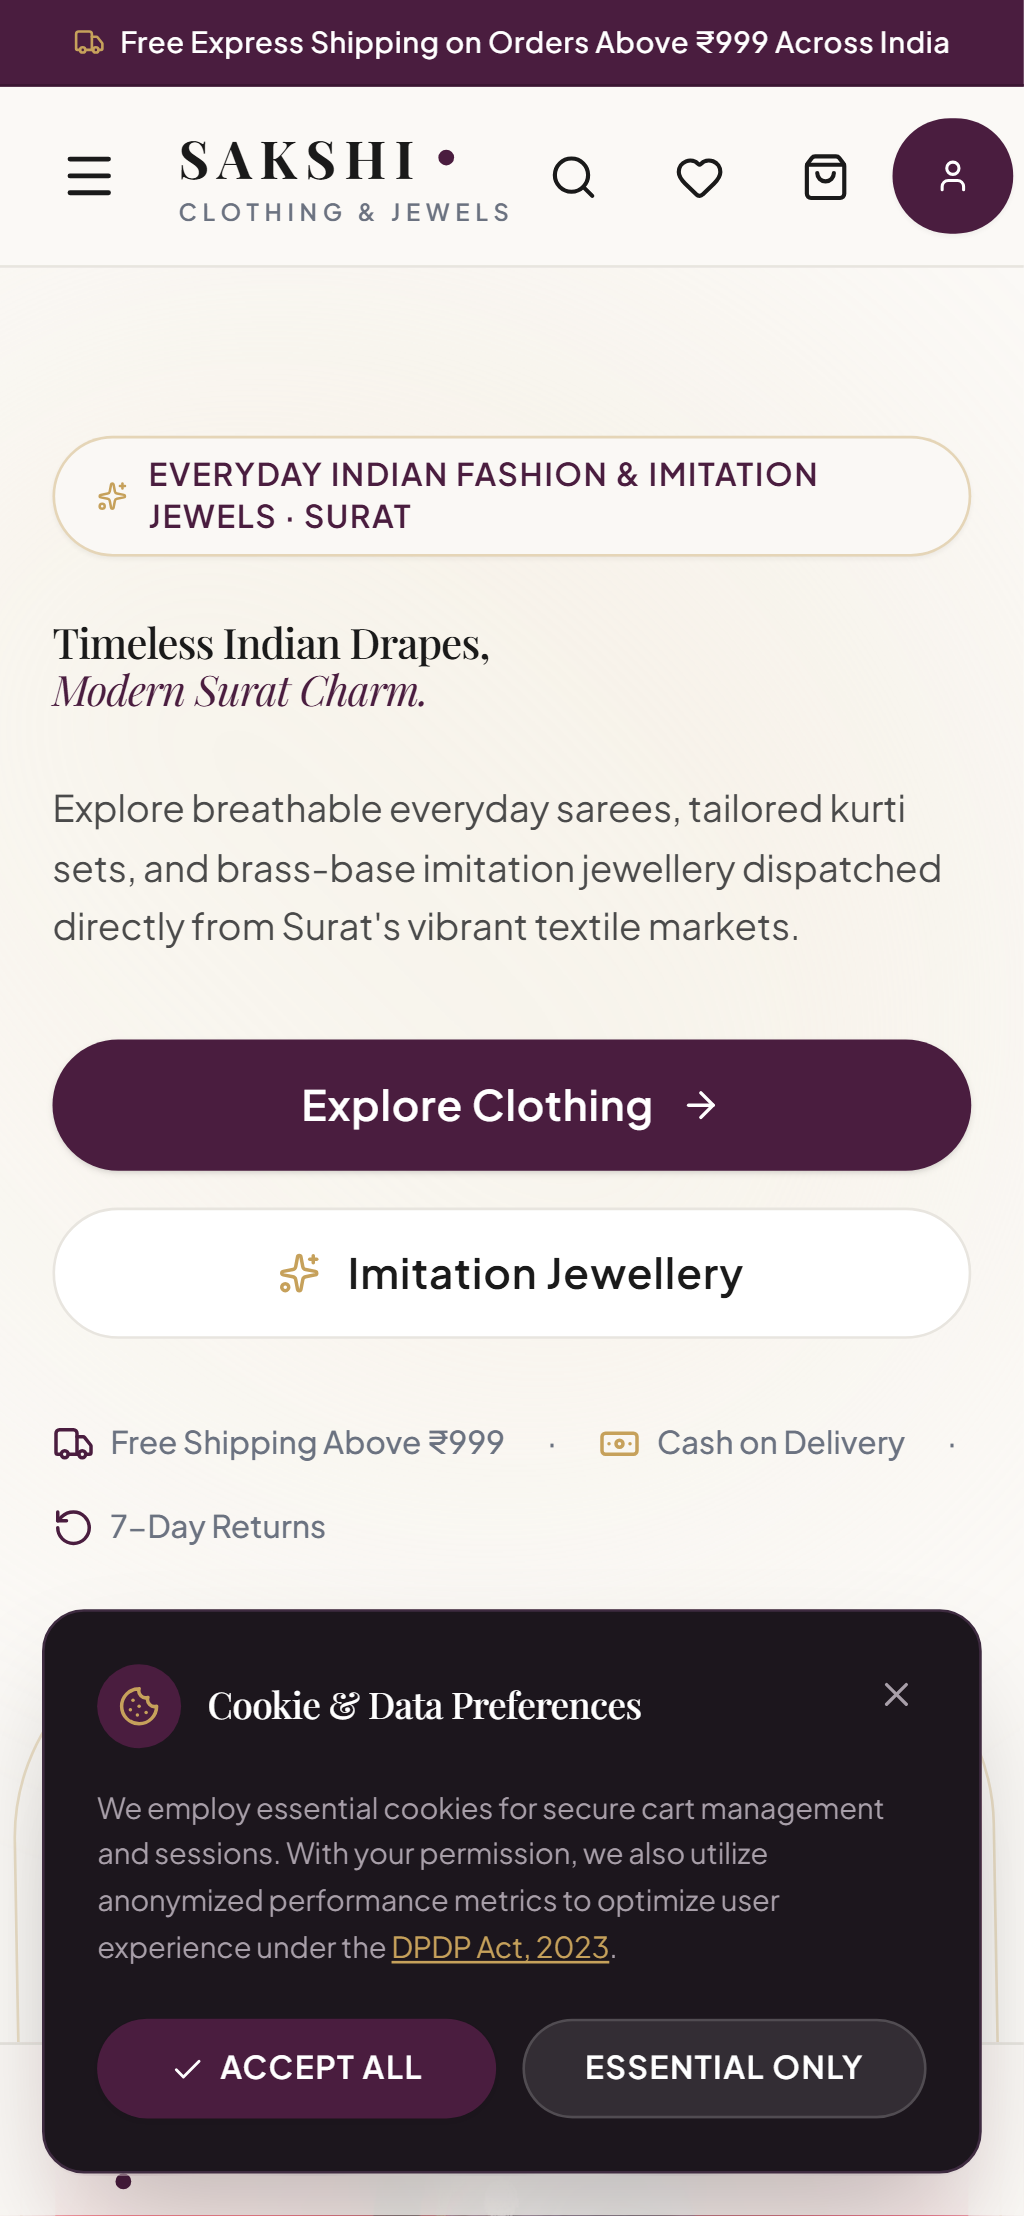 Free Express Shipping on Orders Above ₹999 Across India
SAKSHI
CLOTHING & JEWELS
EVERYDAY INDIAN FASHION & IMITATION
JEWELS · SURAT
Timeless Indian Drapes,
Modern Surat Charm.
Explore breathable everyday sarees, tailored kurti
sets, and brass-base imitation jewellery dispatched
directly from Surat's vibrant textile markets.
Explore Clothing
Imitation Jewellery
Free Shipping Above ₹999 · Cash on Delivery ·
7-Day Returns
Cookie & Data Preferences
We employ essential cookies for secure cart management
and sessions. With your permission, we also utilize
anonymized performance metrics to optimize user
experience under the DPDP Act, 2023.
ACCEPT ALL
ESSENTIAL ONLY